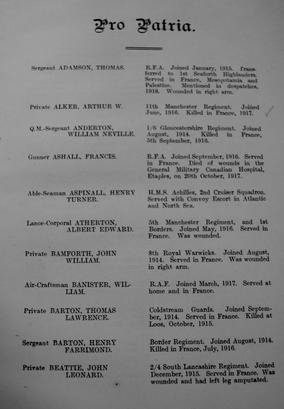 Pro Patria.
Sergeant ADAMSON, THOMAS. R.F.A. Joined January, 1915. Trans-
ferred to 1st Seaforth Highlanders.
Served in France, Mesopotamia and
Palestine. Mentioned in despatches,
1918. Wounded in right arm.
Private ALKER, ARTHUR W. 11th Manchester Regiment. Joined
June, 1916. Killed in France, 1917.
Q.M.-Sergeant ANDERTON, 1/6 Gloucestershire Regiment. Joined
WILLIAM NEVILLE. August, 1914. Killed in France,
5th September, 1916.
Gunner ASHALL, FRANCIS. R.F.A. Joined September, 1916. Served
in France. Died of wounds in the
General Military Canadian Hospital,
Etaples, on 20th October, 1917.
Able-Seaman ASPINALL, HENRY H.M.S. Achilles, 2nd Cruiser Squadron.
TURNER. Served with Convoy Escort in Atlantic
and North Sea.
Lance-Corporal ATHERTON, 5th Manchester Regiment, and 1st
ALBERT EDWARD. Borders. Joined May, 1916. Served in
France. Was wounded.
Private BAMFORTH, JOHN 8th Royal Warwicks. Joined August,
WILLIAM. 1914. Served in France. Was wounded
in right arm.
Air-Craftsman BANISTER, WIL- R.A.F. Joined March, 1917. Served at
LIAM. home and in France.
Private BARTON, THOMAS Coldstream Guards. Joined Septem-
LAWRENCE. ber, 1914. Served in France. Killed at
Loos, October, 1915.
Sergeant BARTON, HENRY Border Regiment. Joined August, 1914.
FARRIMOND. Killed in France, July, 1916.
Private BEATTIE, JOHN 2/4 South Lancashire Regiment. Joined
LEONARD. December, 1915. Served in France. Was
wounded and had left leg amputated.